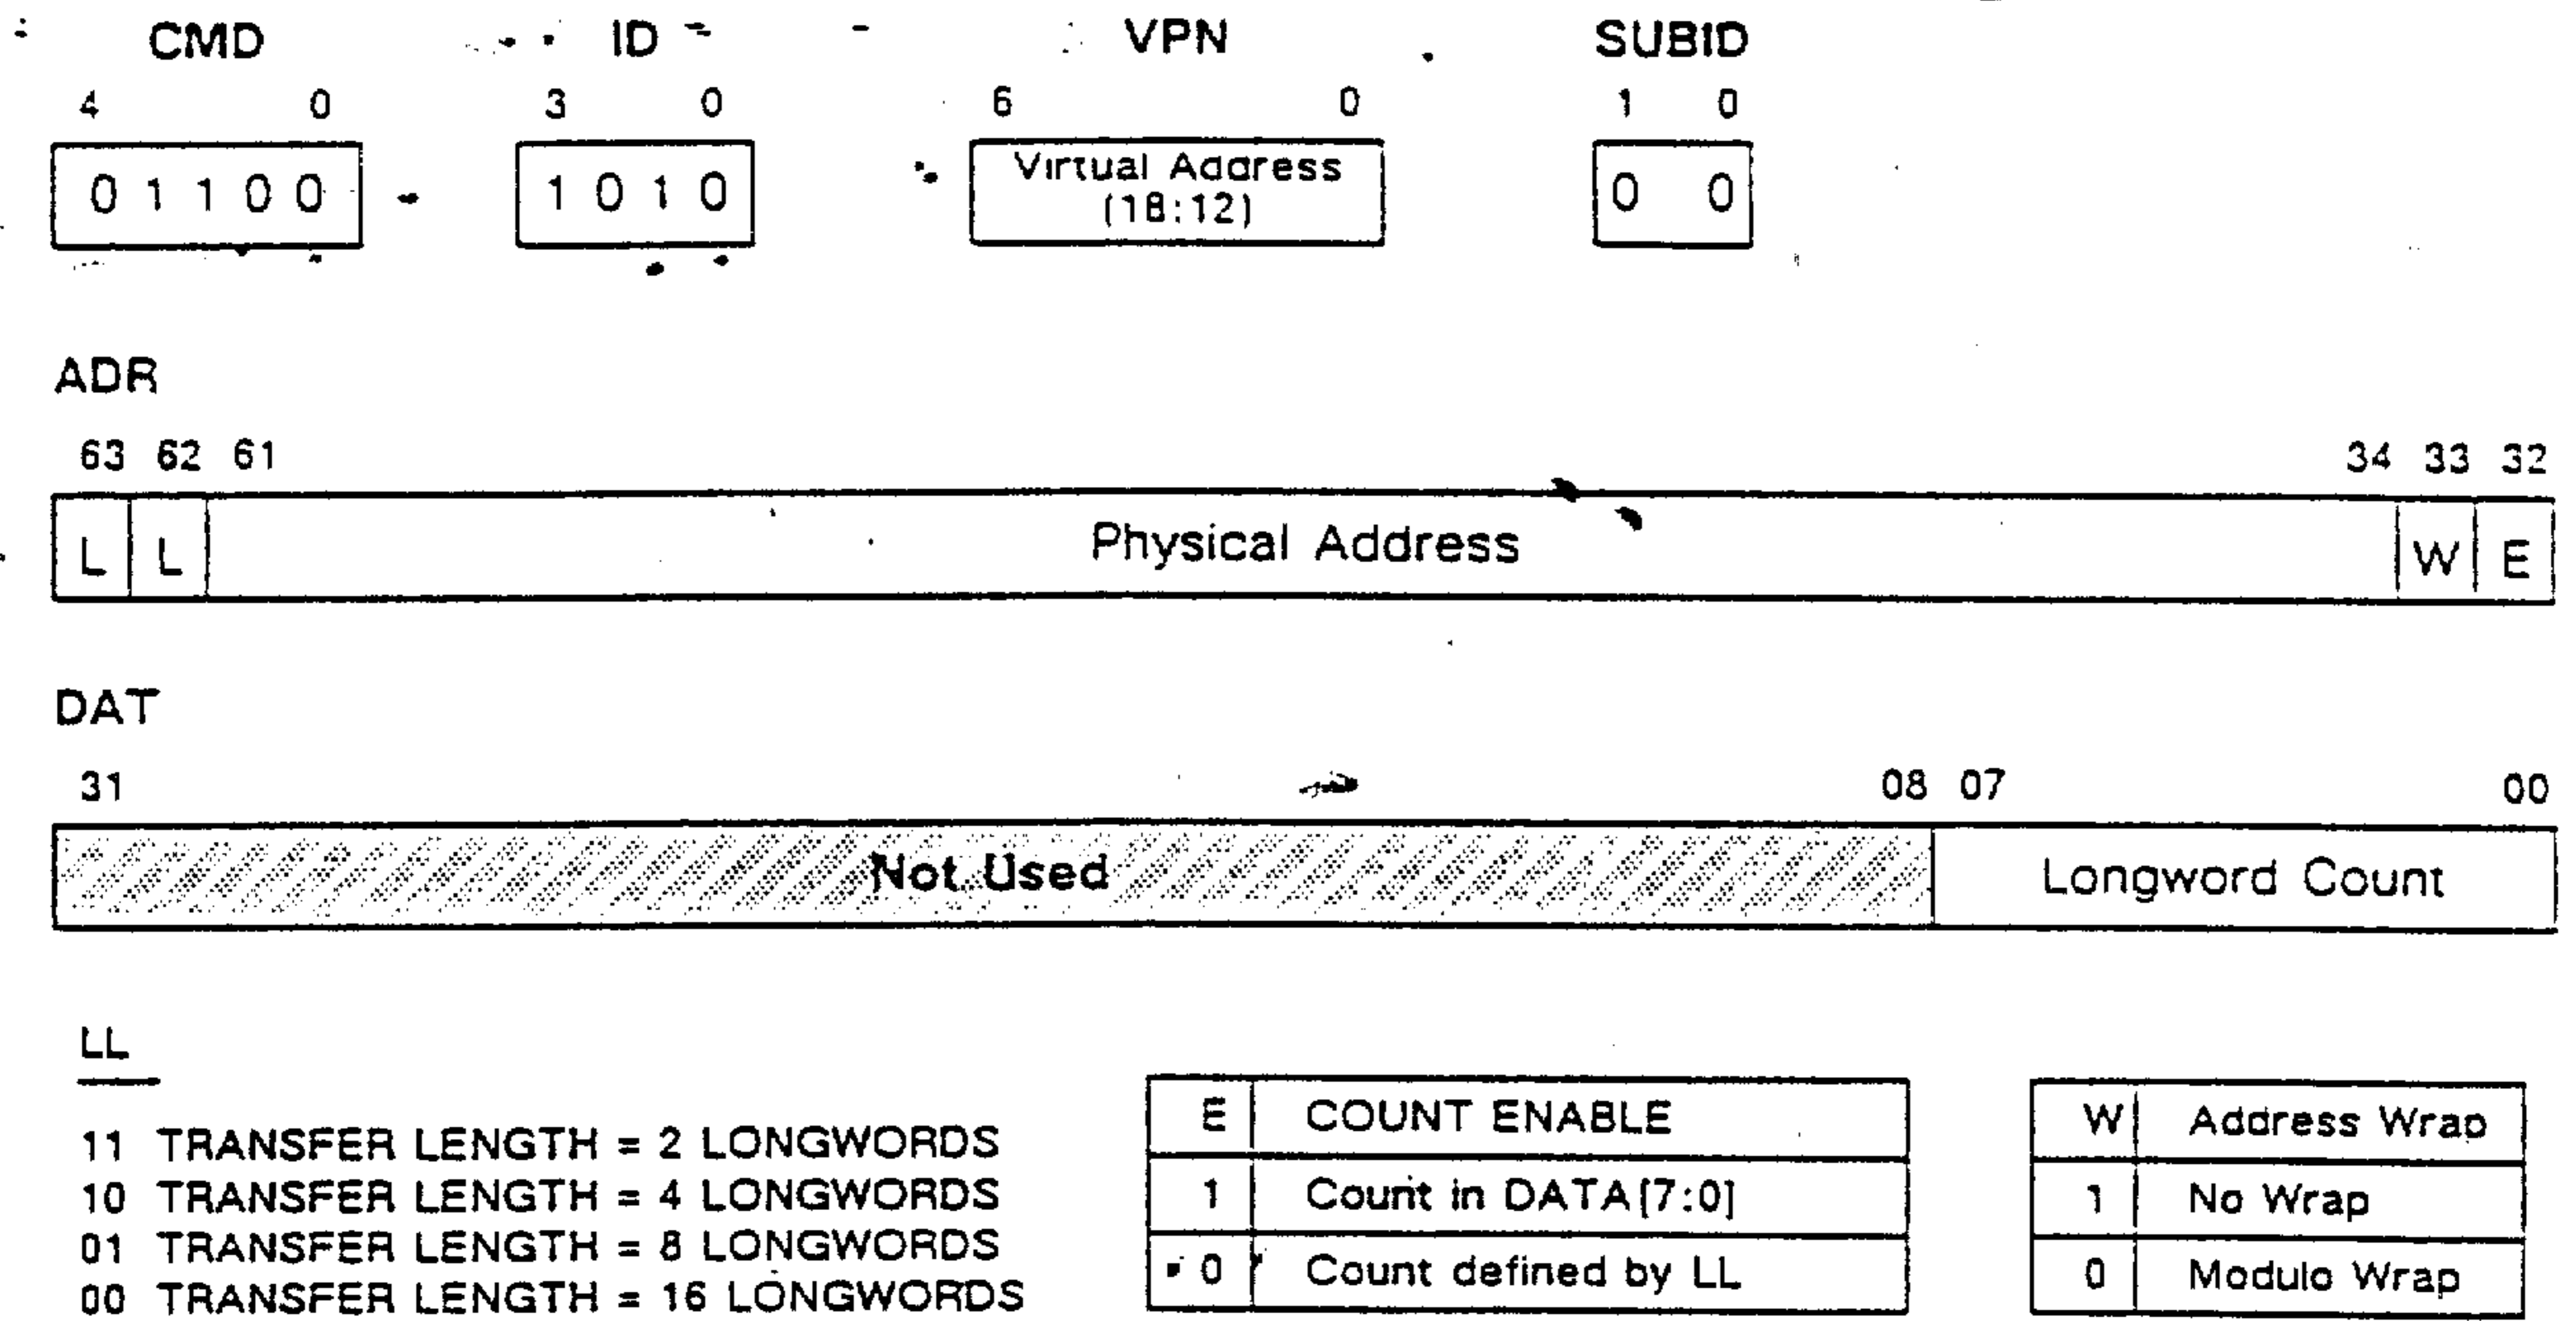 CMD ID VPN SUBID
4 0 3 0 6 0 1 0
0 1 1 0 0 1 0 1 0 Virtual Address 0 0
(18:12)
ADR
63 62 61 34 33 32
L L Physical Address W E
DAT
31 08 07 00
Not Used Longword Count
LL
11 TRANSFER LENGTH = 2 LONGWORDS
10 TRANSFER LENGTH = 4 LONGWORDS
01 TRANSFER LENGTH = 8 LONGWORDS
00 TRANSFER LENGTH = 16 LONGWORDS
E COUNT ENABLE
1 Count in DATA[7:0]
0 Count defined by LL
W Address Wrap
1 No Wrap
0 Modulo Wrap